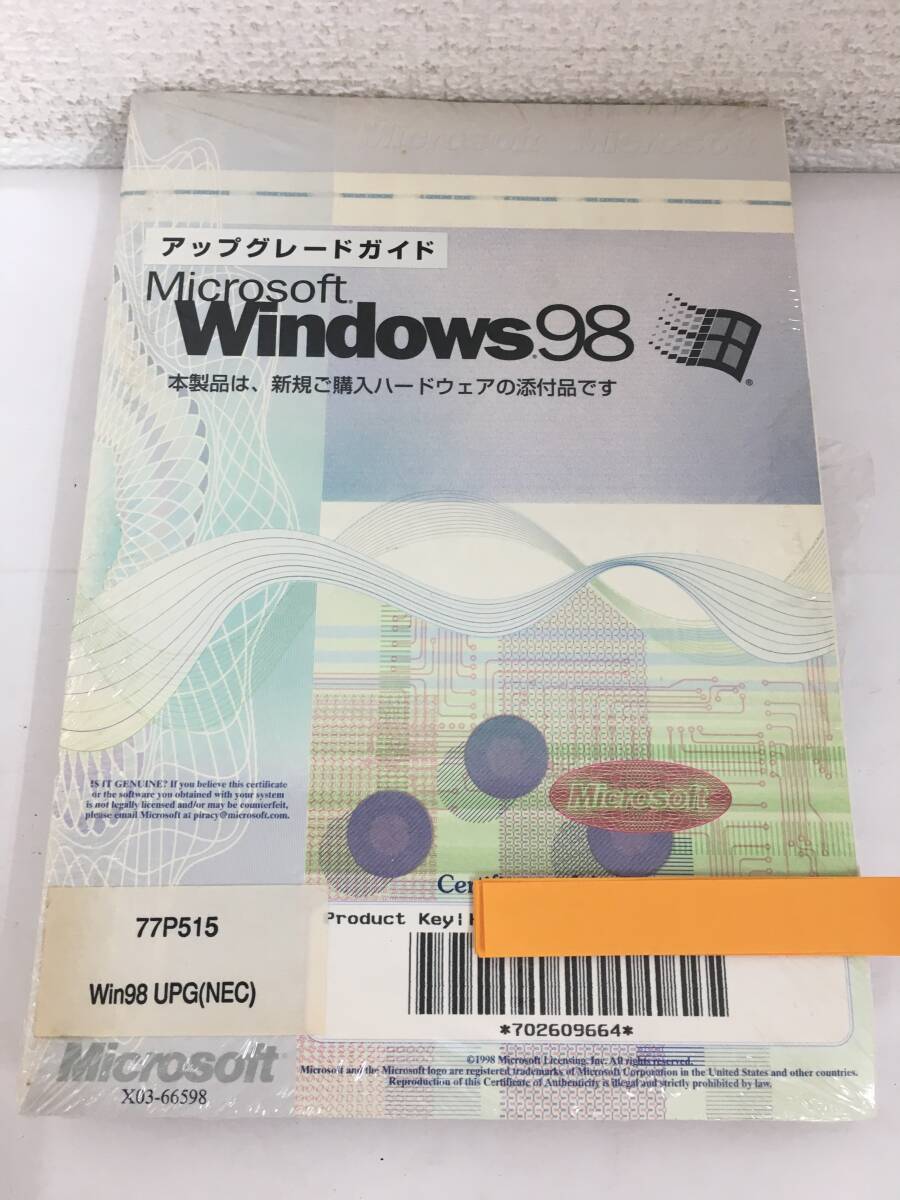 Microsoft Microsoft
アップグレードガイド
Microsoft
Windows 98
本製品は、新規ご購入ハードウェアの添付品です
IS IT GENUINE? If you believe this certificate
or the software you obtained with your system
is not legally licensed and/or may be counterfeit,
please email Microsoft at piracy@microsoft.com.
Microsoft
77P515
Win98 UPG(NEC)
Product Key:
*702609664*
Microsoft
X03-66598
©1998 Microsoft Licensing, Inc. All rights reserved.
Microsoft and the Microsoft logo are registered trademarks of Microsoft Corporation in the United States and other countries.
Reproduction of this Certificate of Authenticity is illegal and strictly prohibited by law.